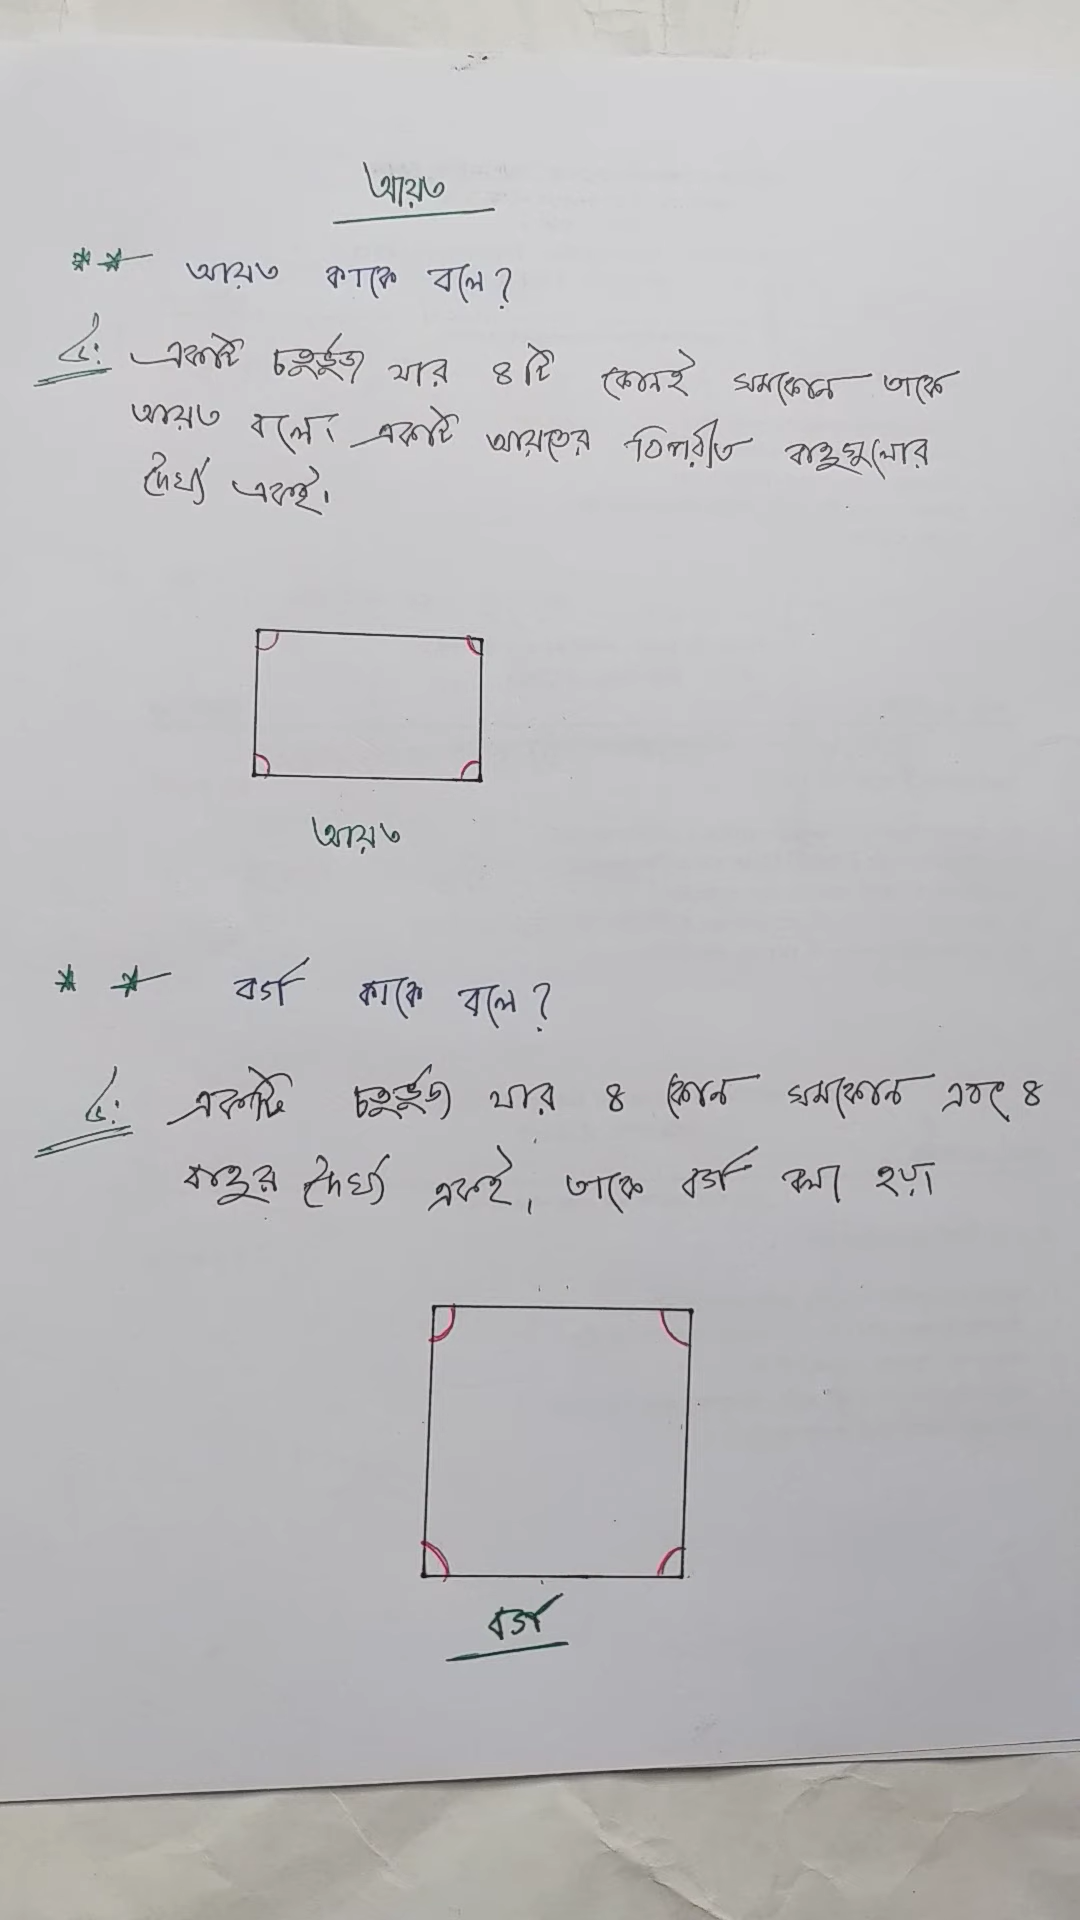 আয়ত
** আয়ত কাকে বলে?
উ: একটি চতুর্ভুজ যার ৪টি কোনই সমকোন তাকে
আয়ত বলে। একটি আয়তের বিপরীত বাহুগুলোর
দৈর্ঘ্য একই।
আয়ত
** বর্গ কাকে বলে?
উ: একটি চতুর্ভুজ যার ৪ কোন সমকোন এবং ৪
বাহুর দৈর্ঘ্য একই, তাকে বর্গ বলা হয়।
বর্গ